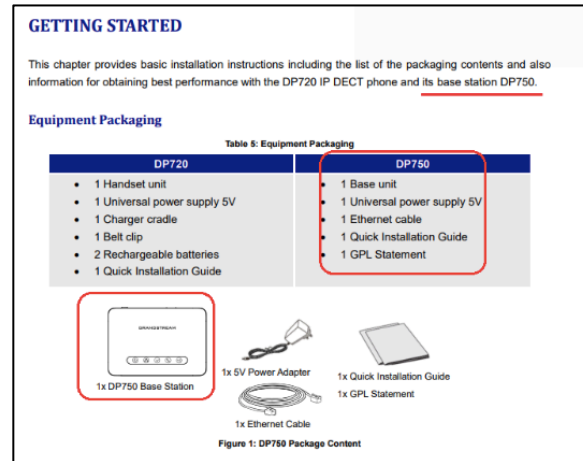 GETTING STARTED
This chapter provides basic installation instructions including the list of the packaging contents and also
information for obtaining best performance with the DP720 IP DECT phone and its base station DP750.
Equipment Packaging
Table 5: Equipment Packaging
DP720
• 1 Handset unit
• 1 Universal power supply 5V
• 1 Charger cradle
• 1 Belt clip
• 2 Rechargeable batteries
• 1 Quick Installation Guide
DP750
• 1 Base unit
• 1 Universal power supply 5V
• 1 Ethernet cable
• 1 Quick Installation Guide
• 1 GPL Statement
GRANDSTREAM
1x DP750 Base Station
1x 5V Power Adapter
1x Ethernet
Cable
1x Quick Installation Guide
1x GPL Statement
Figure 1: DP750 Package Content